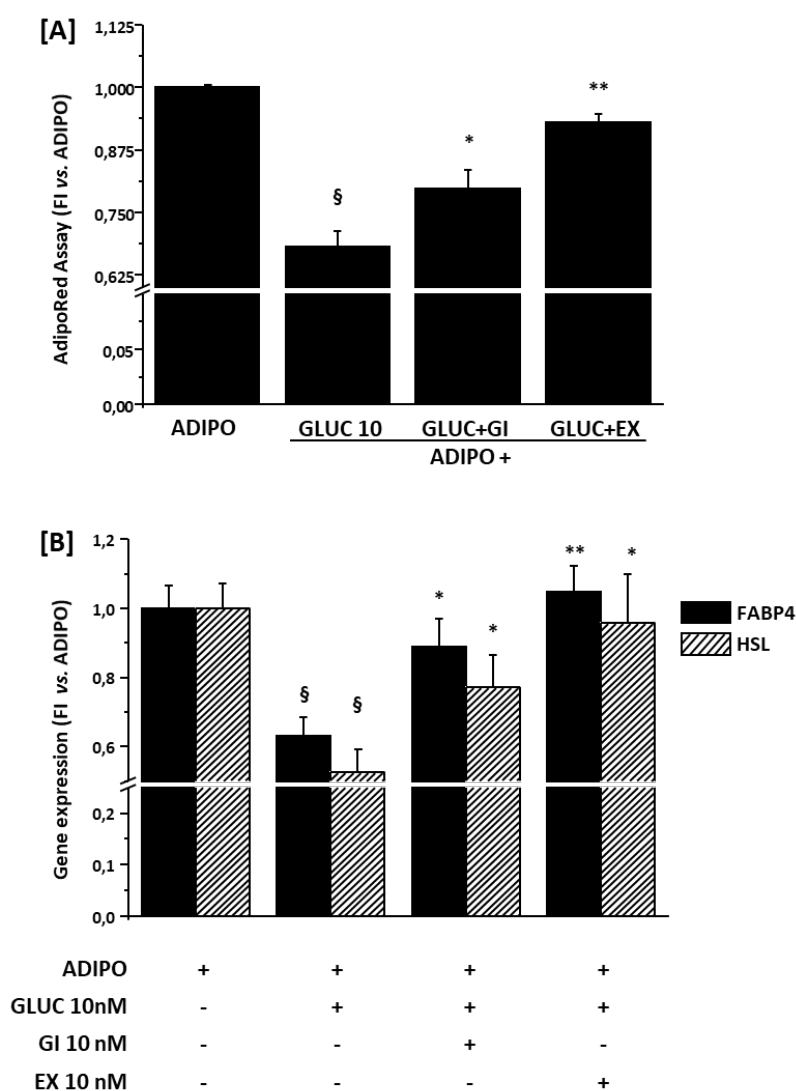 [A]
AdipoRed Assay (FI vs. ADIPO)
1,125
1,000
0,875
0,750
0,625
0,05
0,00
§
*
**
ADIPO GLUC 10 GLUC+GI GLUC+EX
ADIPO +
[B]
Gene expression (FI vs. ADIPO)
1,2
1,0
0,8
0,6
0,2
0,1
0,0
§ § * * ** *
FABP4
HSL
ADIPO + + + +
GLUC 10nM - + + +
GI 10 nM - - + -
EX 10 nM - - - +